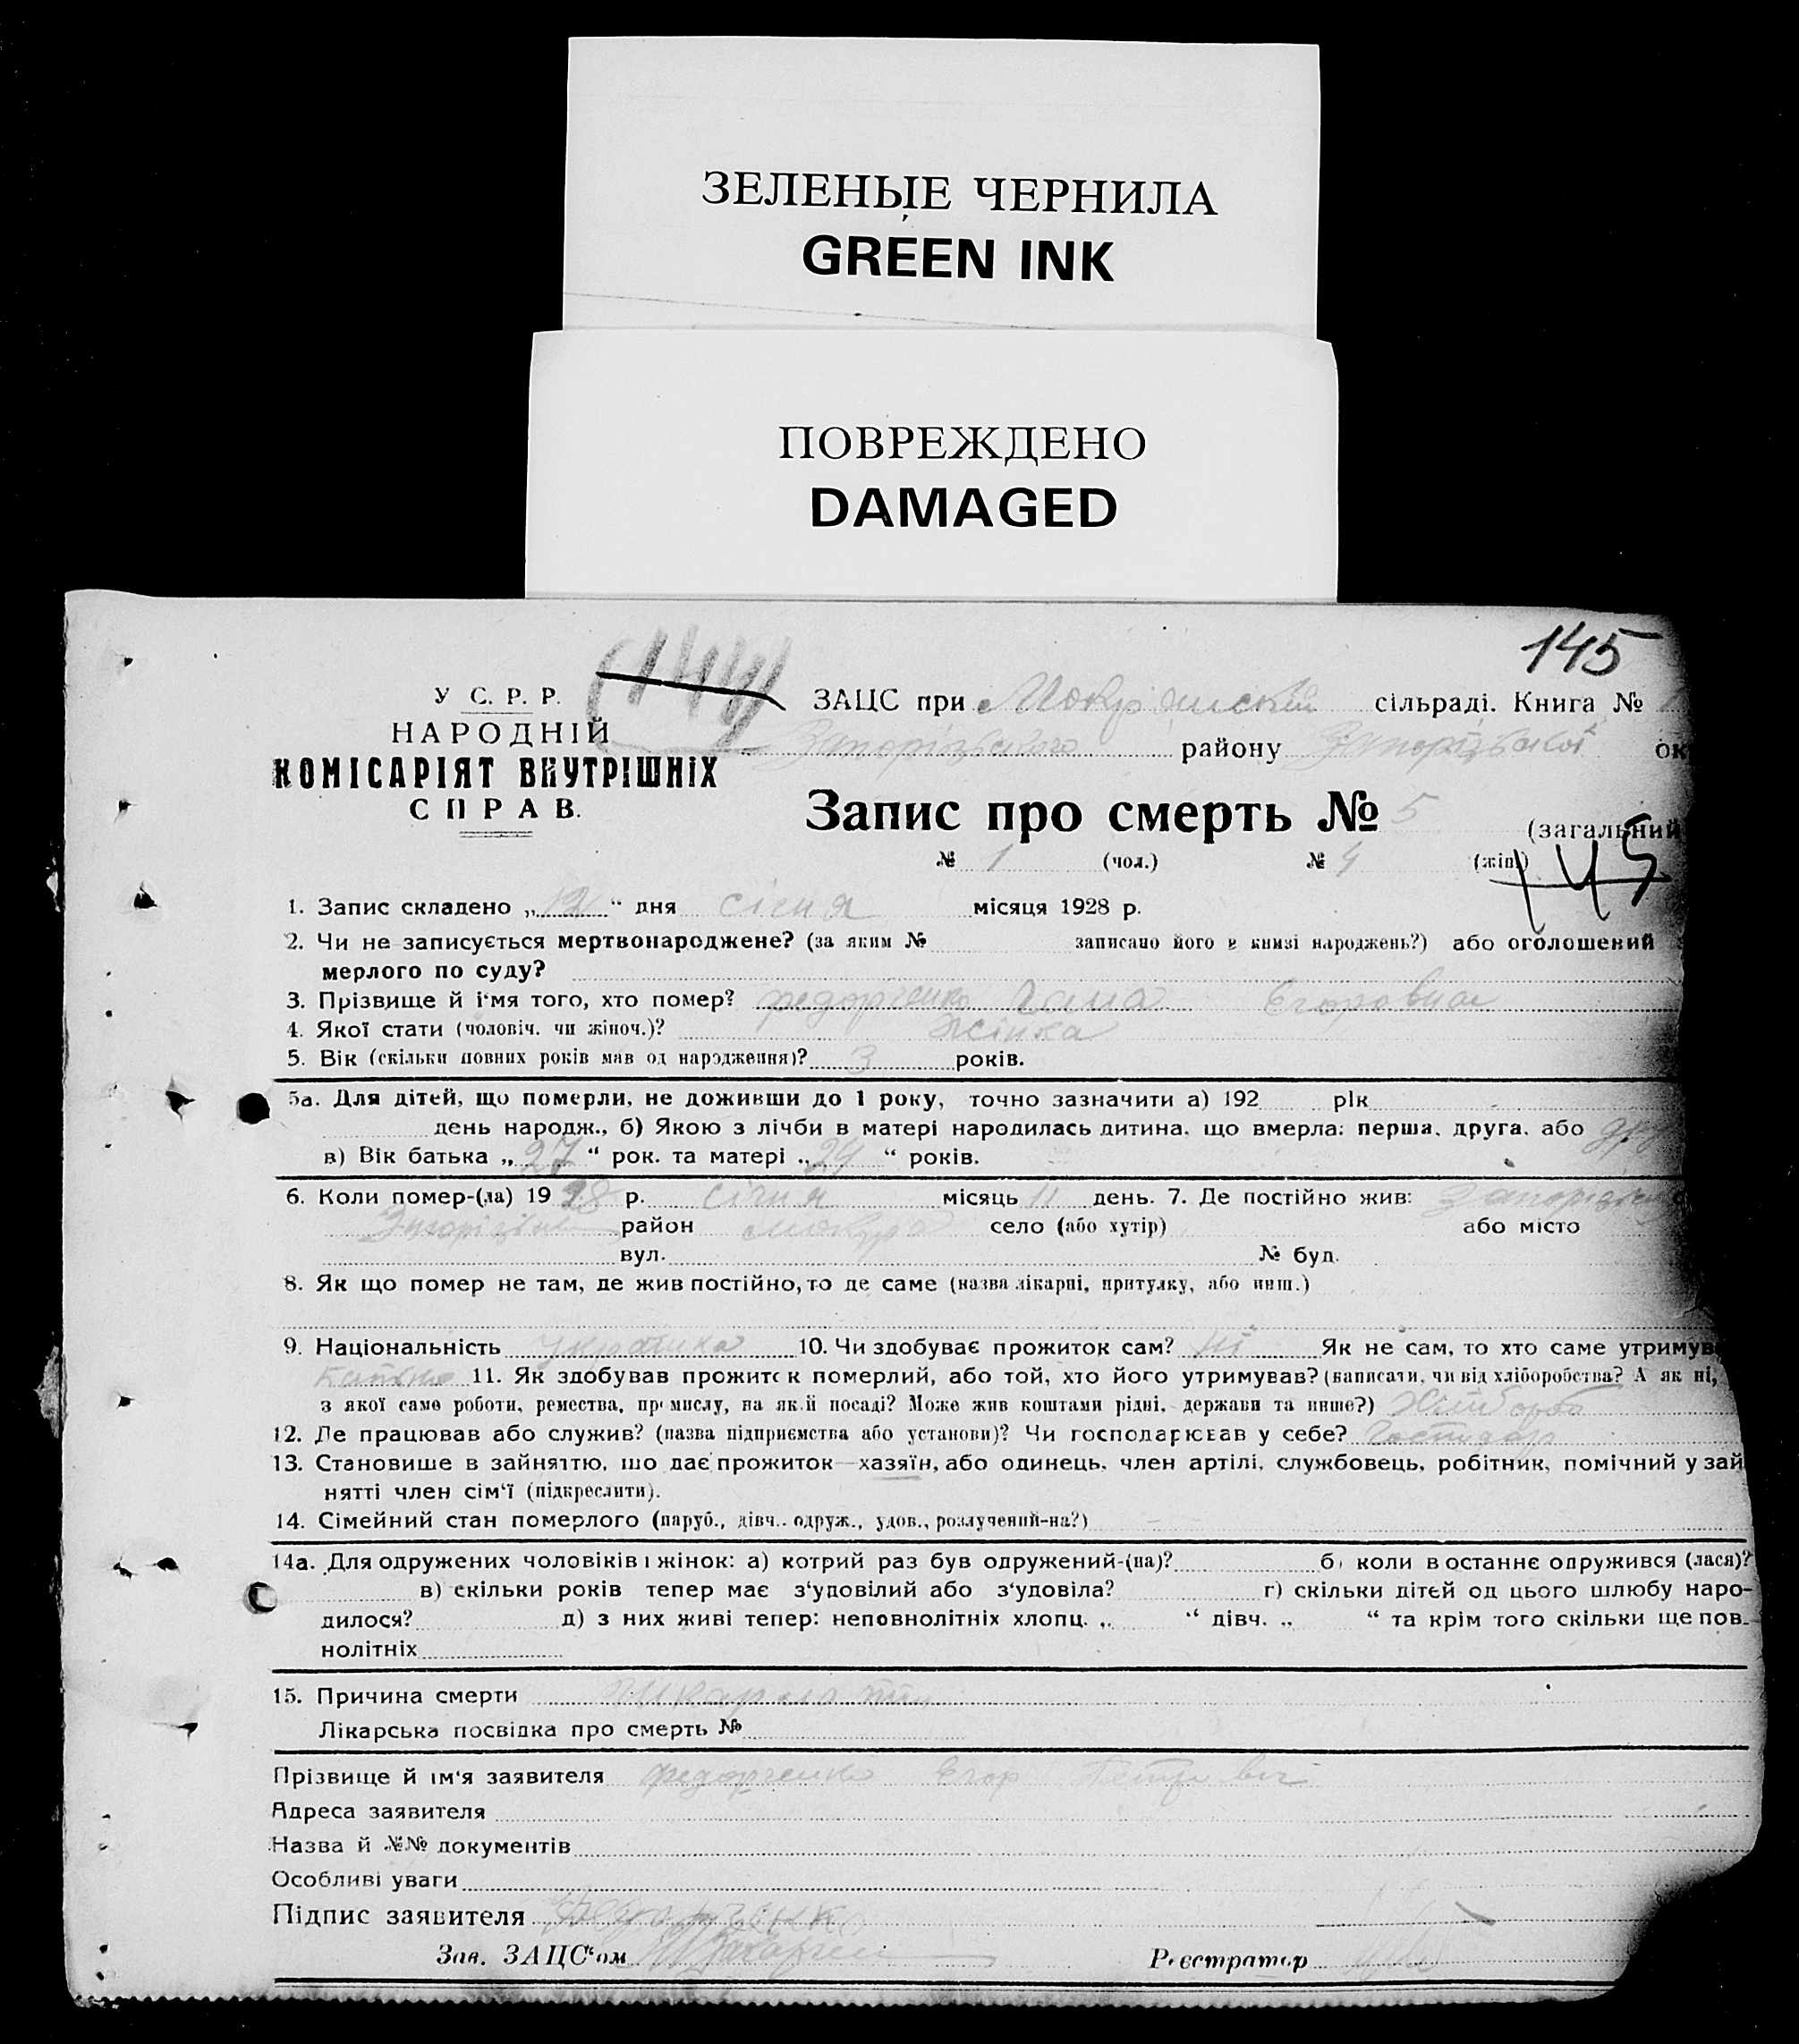 ЗЕЛЕНЫЕ ЧЕРНИЛА
GREEN INK
ПОВРЕЖДЕНО
DAMAGED
145
(144)
У С. Р. Р.
НАРОДНІЙ
КОМІСАРІЯТ ВНУТРІШНІХ
СПРАВ.
ЗАЦС при Мокрянській сільраді. Книга №
Запорізького району Запорізької ок
Запис про смерть № 5 (загальний
№ 1 (чол.) № 4 (жін.)
145
1. Запис складено „12“ дня січня місяця 1928 р.
2. Чи не записується мертвонароджене? (за яким № записано його в книзі народжень?) або оголошений
мерлого по суду?
3. Прізвище й і‘мя того, хто помер? Федорченко Ганна Єгоровна
4. Якої стати (чоловіч. чи жіноч.)? Жінка
5. Вік (скільки повних років мав од народження)? 3 років.
5а. Для дітей, що померли, не доживши до 1 року, точно зазначити а) 192 рік
день народж., б) Якою з лічби в матері народилась дитина, що вмерла: перша, друга, або
в) Вік батька „27“ рок. та матері „24“ років.
6. Коли помер-(ла) 1928 р. січня місяць 11 день. 7. Де постійно жив:
район село (або хутір) або місто
вул. № буд.
8. Як що помер не там, де жив постійно, то де саме (назва лікарні, притулку, або инш.)
9. Національність Українка 10. Чи здобуває прожиток сам? Ні Як не сам, то хто саме утримув
11. Як здобував прожиток померлий, або той, хто його утримував? (написати, чи від хліборобства? А як ні,
з якої саме роботи, ремества, промислу, на якій посаді? Може жив коштами рідні, держави та инше?) Хлібороб
12. Де працював або служив? (назва підприємства або установи)? Чи господарював у себе?
13. Становише в зайняттю, що дає прожиток—хазяїн, або одинець, член артілі, службовець, робітник, помічний у зай
нятті член сім‘ї (підкреслити).
14. Сімейний стан померлого (паруб., дівч., одруж., удов., розлучений-на?)
14а. Для одружених чоловіків і жінок: а) котрий раз був одружений-(на)? б) коли востаннє одружився (лася)?
в) скільки років тепер має з‘удовілий або з‘удовіла? г) скільки дітей од цього шлюбу наро-
дилося? д) з них живі тепер: неповнолітніх хлопц. „ “ дівч. „ “ та крім того скільки ще пов-
нолітніх
15. Причина смерти
Лікарська посвідка про смерть №
Прізвище й ім‘я заявителя Федорченко Єгор
Адреса заявителя
Назва й №№ документів
Особливі уваги
Підпис заявителя Федорченко
Зав. ЗАЦС‘ом Реєстратор